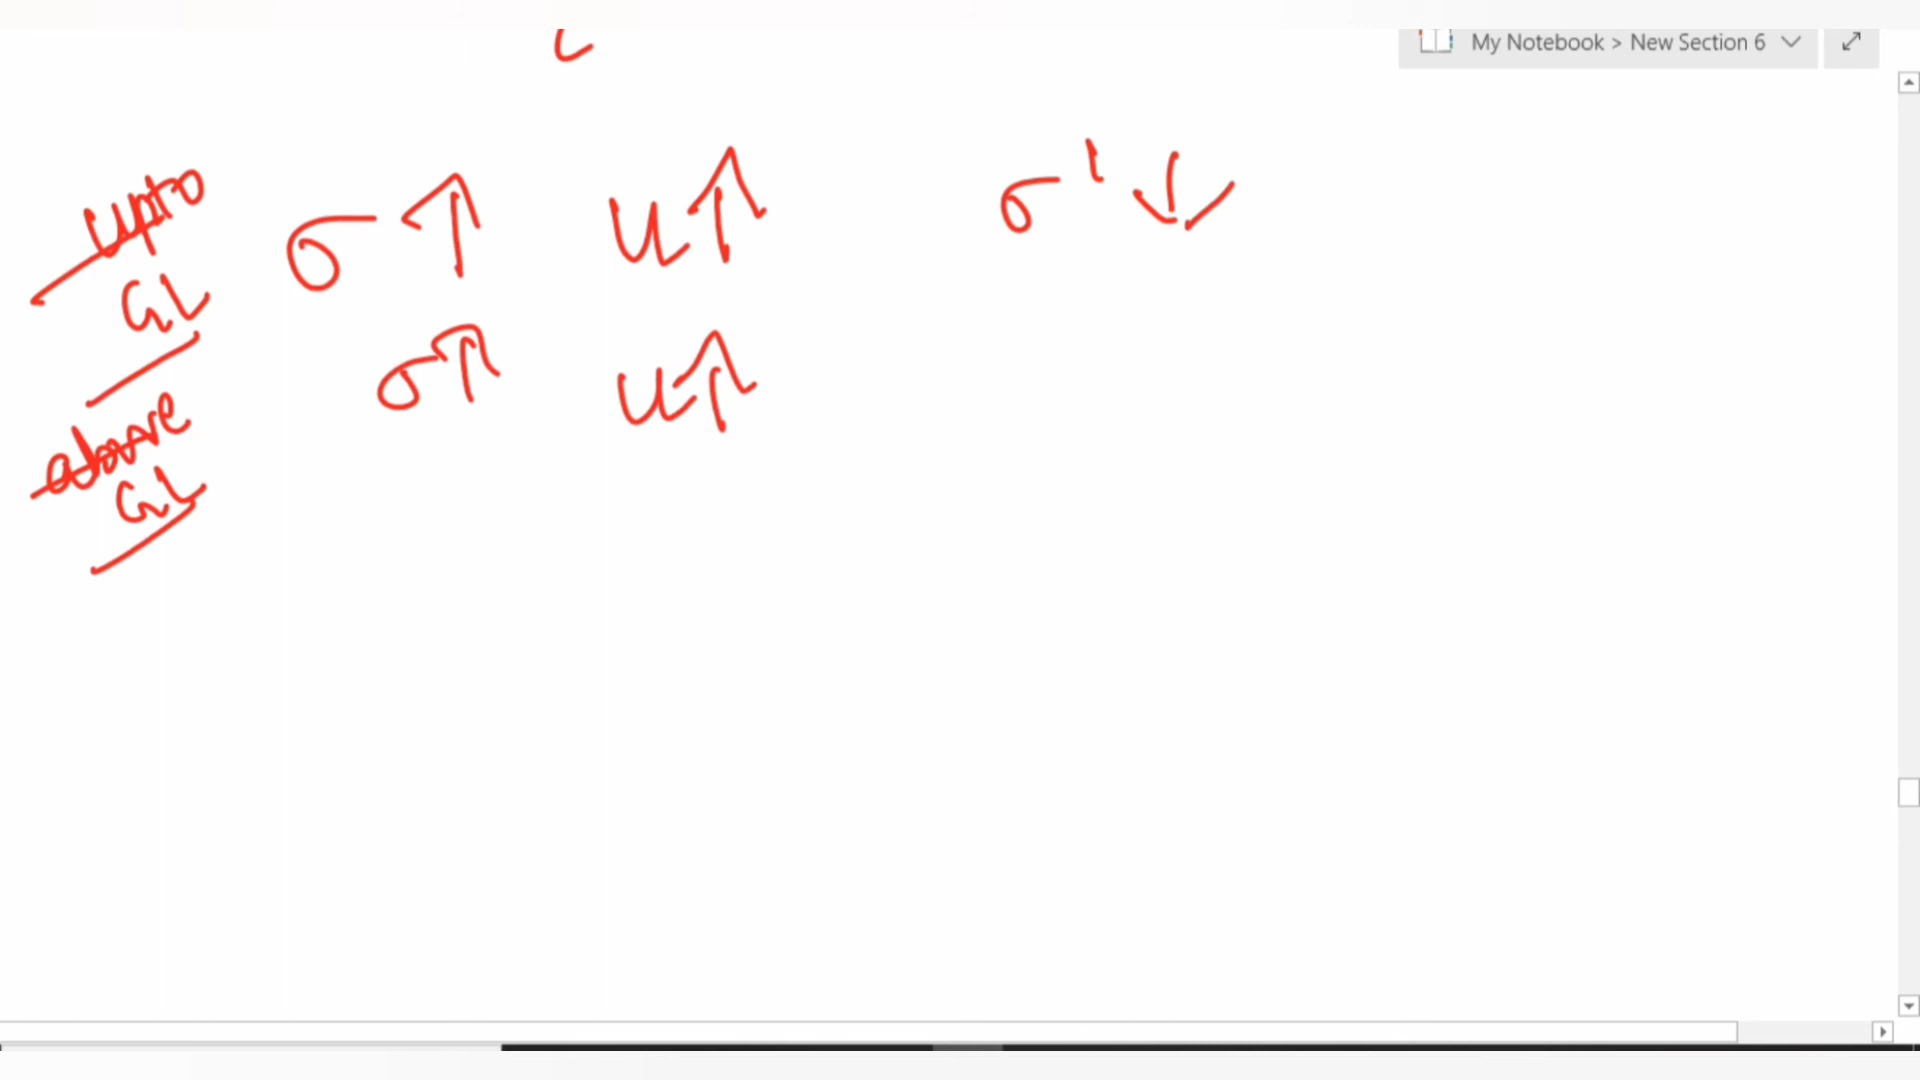 My Notebook > New Section 6
upto GL σ ↑ u ↑ σ' ↓
above GL σ ↑ u ↑